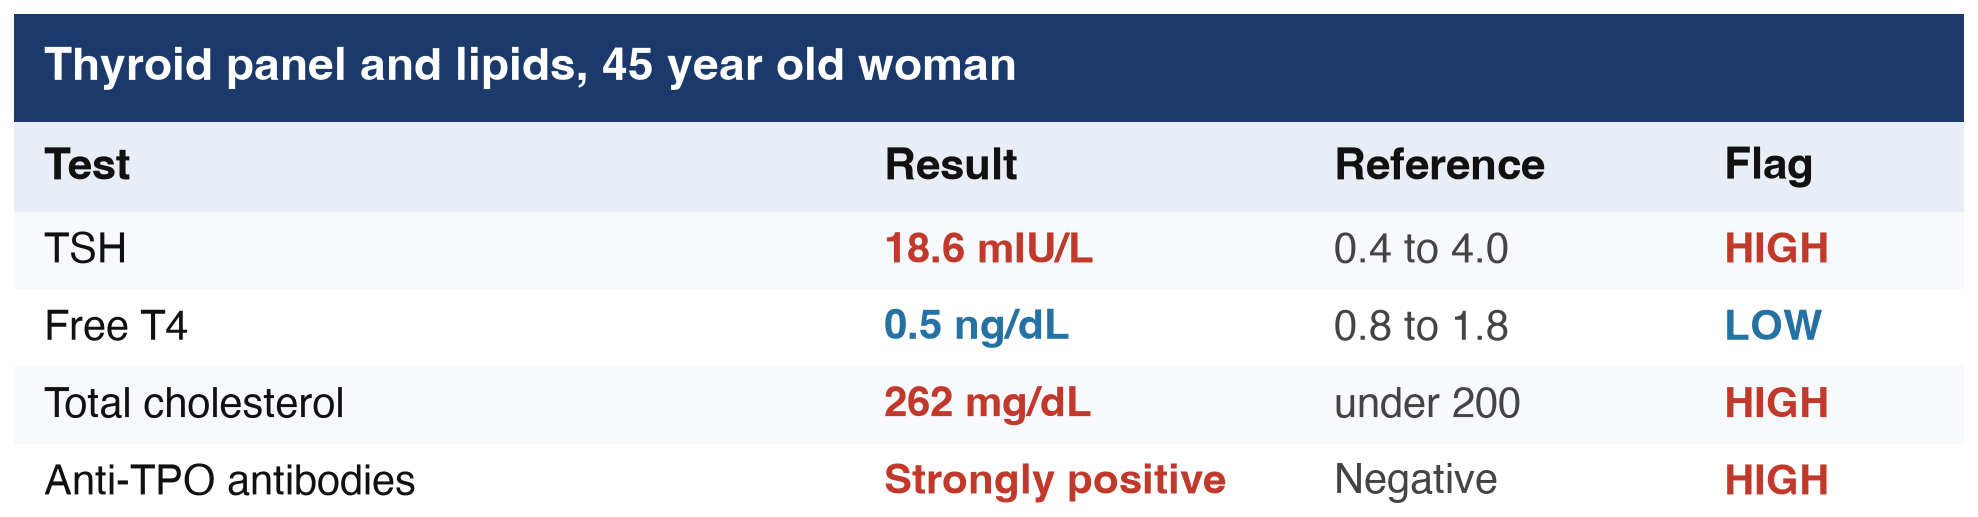 Thyroid panel and lipids, 45 year old woman
Test Result Reference Flag
TSH 18.6 mIU/L 0.4 to 4.0 HIGH
Free T4 0.5 ng/dL 0.8 to 1.8 LOW
Total cholesterol 262 mg/dL under 200 HIGH
Anti-TPO antibodies Strongly positive Negative HIGH